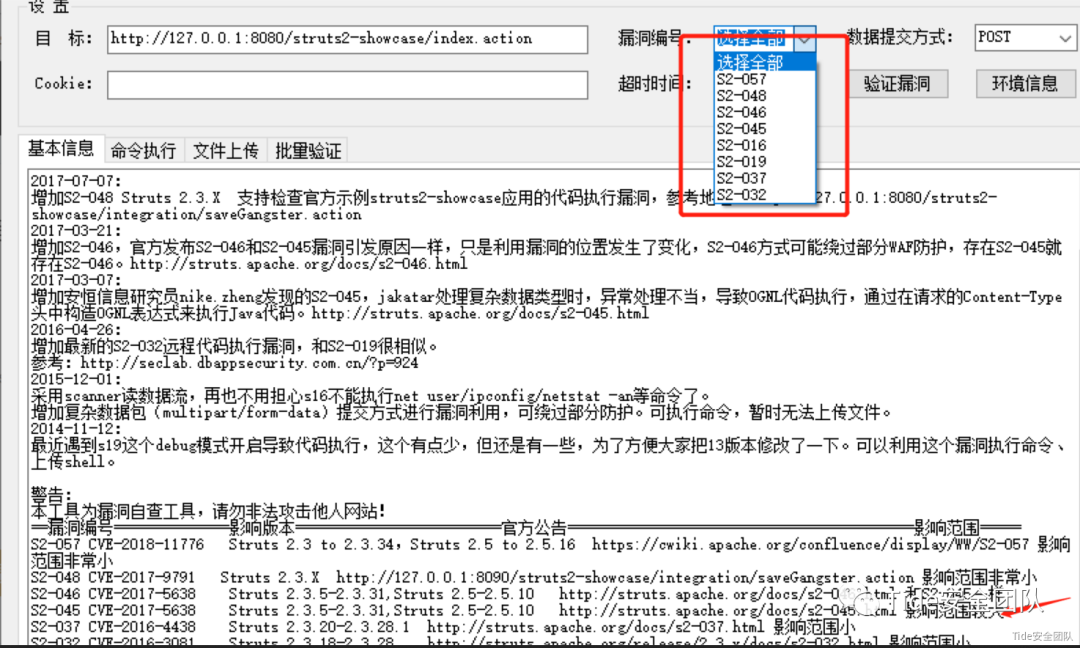 设 置
目 标: http://127.0.0.1:8080/struts2-showcase/index.action 漏洞编号: 选择全部 数据提交方式: POST
选择全部
S2-057
S2-048
S2-046
S2-045
S2-016
S2-019
S2-037
S2-032
Cookie: 超时时间: 验证漏洞 环境信息
基本信息 命令执行 文件上传 批量验证
2017-07-07:
增加S2-048 Struts 2.3.X 支持检查官方示例struts2-showcase应用的代码执行漏洞，参考地 27.0.0.1:8080/struts2-
showcase/integration/saveGangster.action
2017-03-21:
增加S2-046，官方发布S2-046和S2-045漏洞引发原因一样，只是利用漏洞的位置发生了变化，S2-046方式可能绕过部分WAF防护，存在S2-045就
存在S2-046。http://struts.apache.org/docs/s2-046.html
2017-03-07:
增加安恒信息研究员nike.zheng发现的S2-045，jakatar处理复杂数据类型时，异常处理不当，导致OGNL代码执行，通过在请求的Content-Type
头中构造OGNL表达式来执行Java代码。http://struts.apache.org/docs/s2-045.html
2016-04-26:
增加最新的S2-032远程代码执行漏洞，和S2-019很相似。
参考：http://seclab.dbappsecurity.com.cn/?p=924
2015-12-01:
采用scanner读数据流，再也不用担心s16不能执行net user/ipconfig/netstat -an等命令了。
增加复杂数据包（multipart/form-data）提交方式进行漏洞利用，可绕过部分防护。可执行命令，暂时无法上传文件。
2014-11-12:
最近遇到s19这个debug模式开启导致代码执行，这个有点少，但还是有一些，为了方便大家把13版本修改了一下。可以利用这个漏洞执行命令、
上传shell。
警告:
本工具为漏洞自查工具，请勿非法攻击他人网站！
漏洞编号 影响版本 官方公告 影响范围
S2-057 CVE-2018-11776 Struts 2.3 to 2.3.34，Struts 2.5 to 2.5.16 https://cwiki.apache.org/confluence/display/WW/S2-057 影响
范围非常小
S2-048 CVE-2017-9791 Struts 2.3.X http://127.0.0.1:8090/struts2-showcase/integration/saveGangster.action 影响范围非常小
S2-046 CVE-2017-5638 Struts 2.3.5-2.3.31,Struts 2.5-2.5.10 http://struts.apache.org/docs/s2-
S2-045 CVE-2017-5638 Struts 2.3.5-2.3.31,Struts 2.5-2.5.10 http://struts.apache.org/docs/s2-045.html 影响范围较大
Tide安全团队
S2-037 CVE-2016-4438 Struts 2.3.20-2.3.28.1 http://struts.apache.org/docs/s2-037.html 影响范围小
S2-032 CVE-2016-3081 Struts 2.3.18-2.3.28 http://struts.apache.org/release/2.3.x/docs/s2-032.html 影响范围小
Tide安全团队